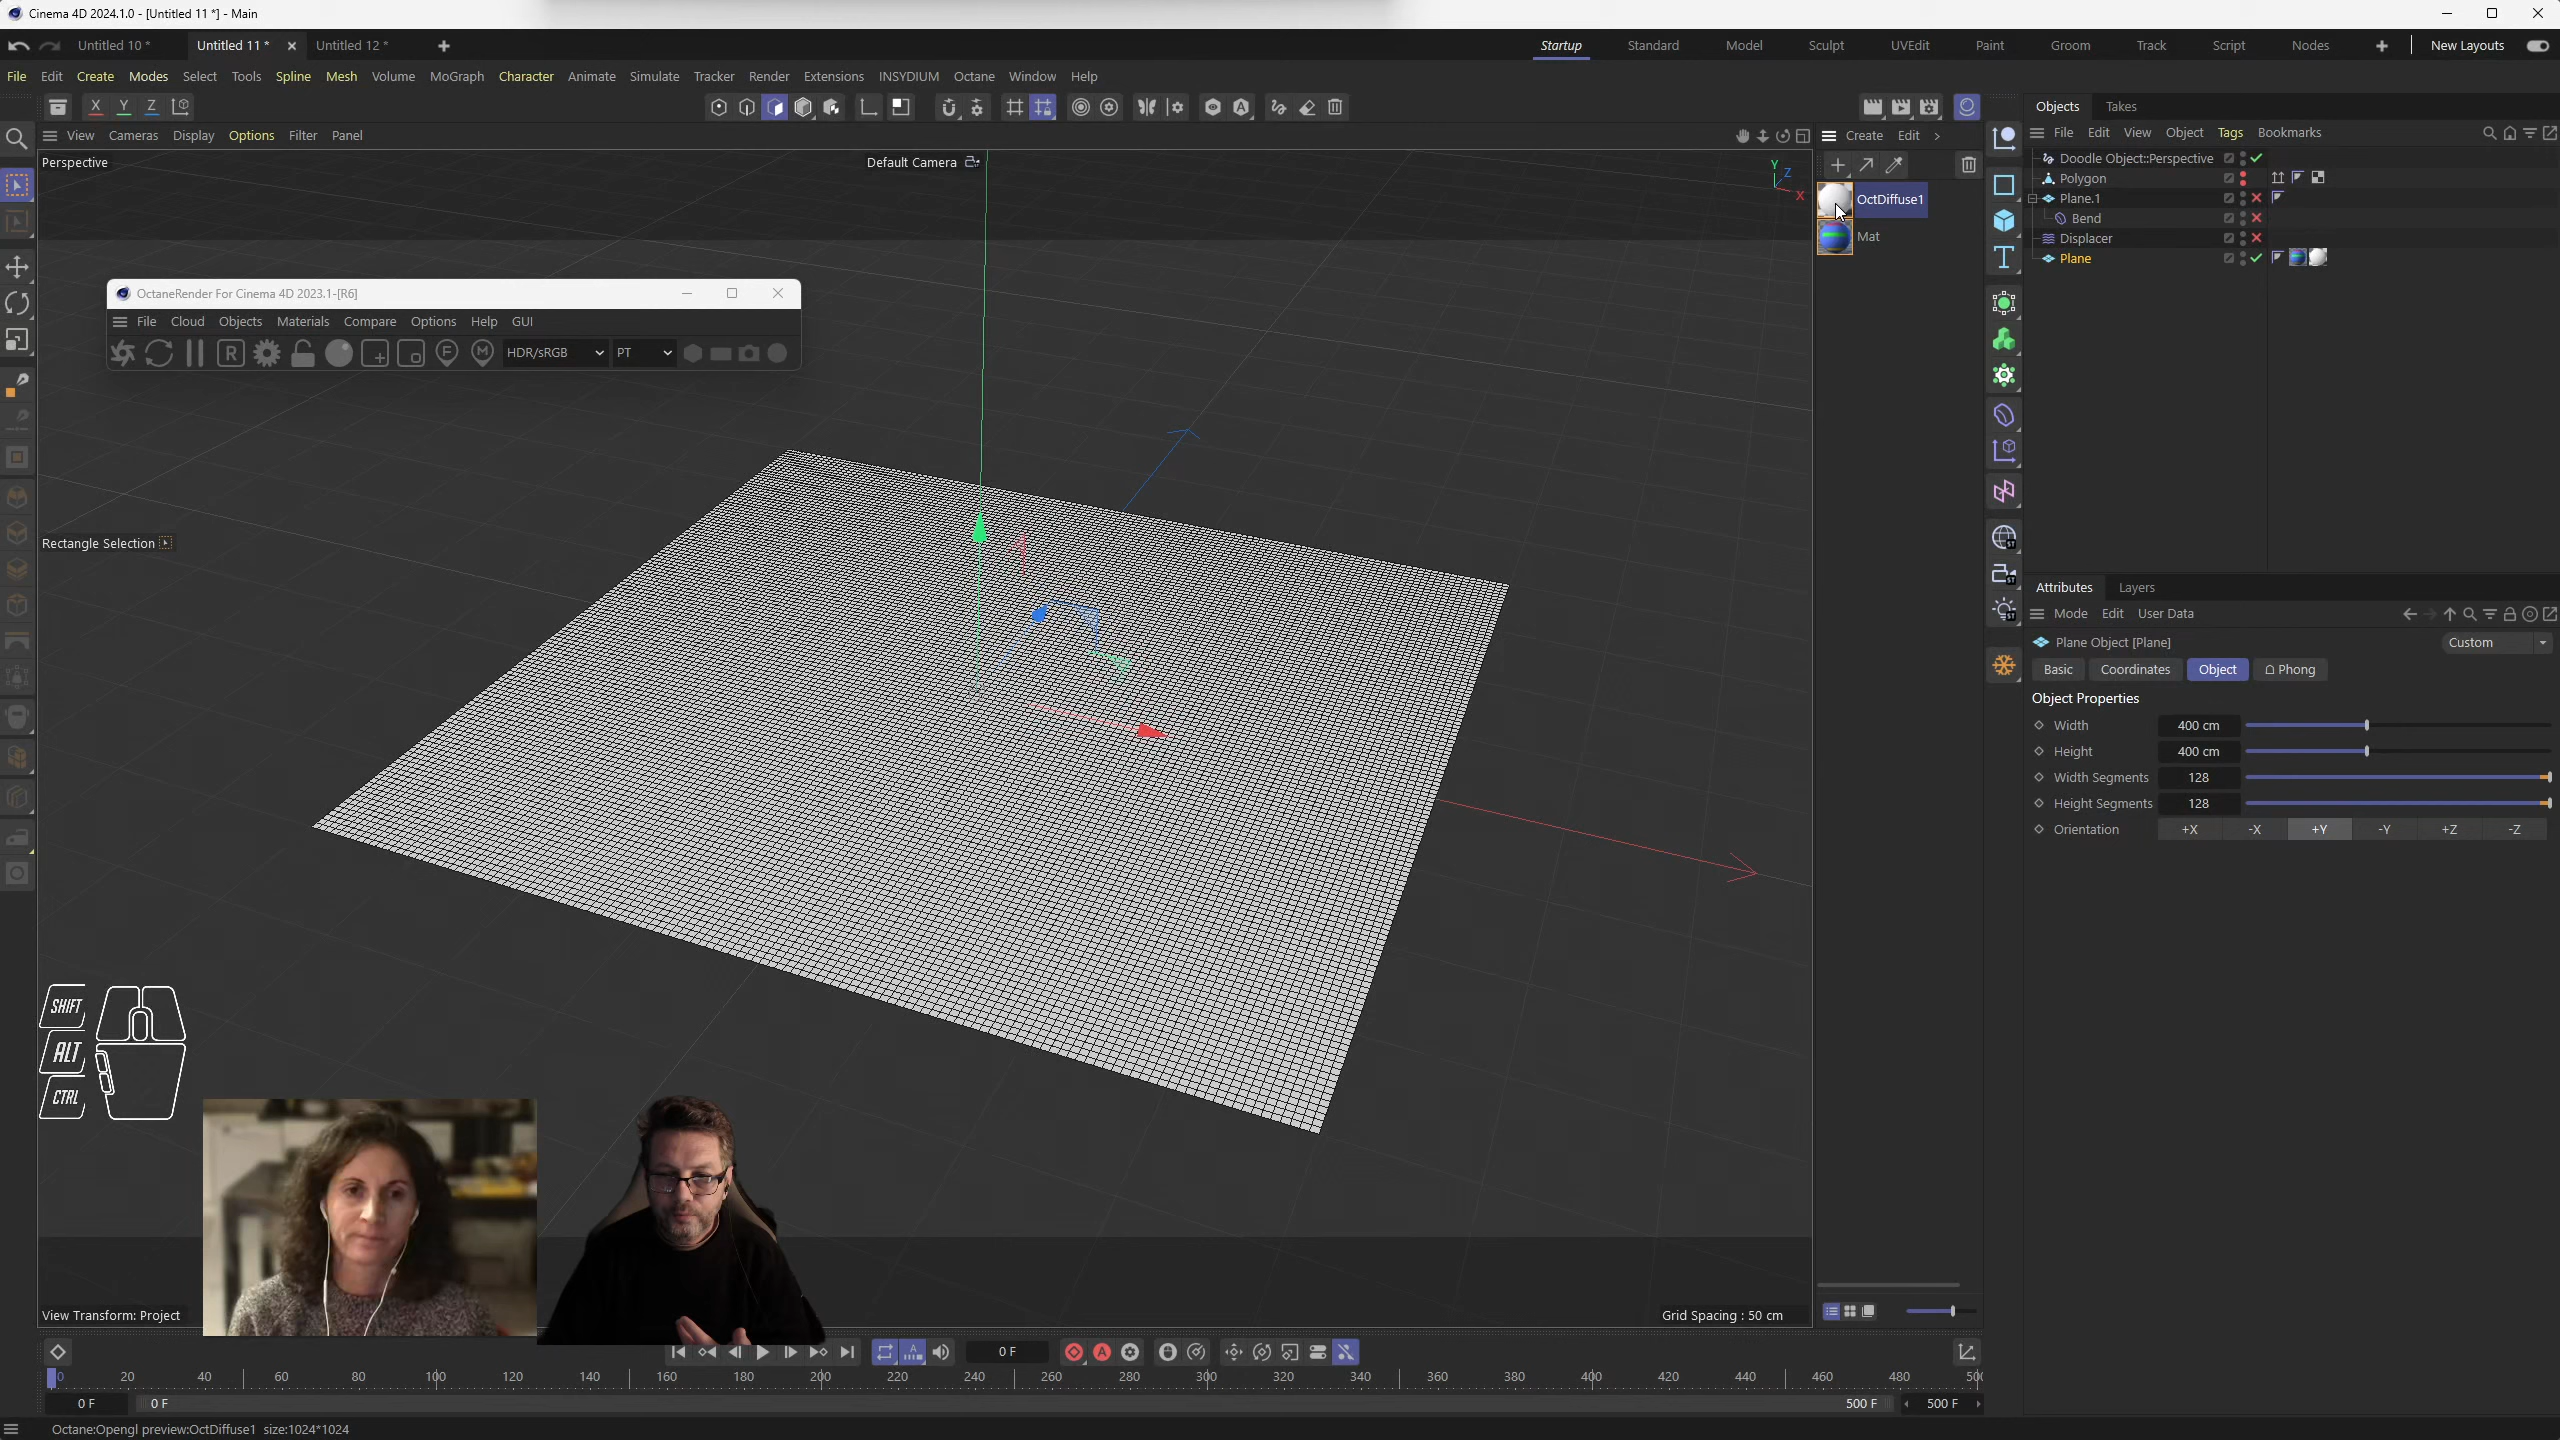 Cinema 4D 2024.1.0 - [Untitled 11 *] - Main
Untitled 10 *
Untitled 11 *
Untitled 12 *
Startup
Standard
Model
Sculpt
UVEdit
Paint
Groom
Track
Script
Nodes
New Layouts
File Edit Create Modes Select Tools Spline Mesh Volume MoGraph Character Animate Simulate Tracker Render Extensions INSYDIUM Octane Window Help
X Y Z
View Cameras Display Options Filter Panel
Perspective
Default Camera
Y
Z
X
Create Edit
OctDiffuse1
Mat
Objects Takes
File Edit View Object Tags Bookmarks
Doodle Object::Perspective
Polygon
Plane.1
Bend
Displacer
Plane
OctaneRender For Cinema 4D 2023.1-[R6]
File Cloud Objects Materials Compare Options Help GUI
R
F
M
HDR/sRGB
PT
Rectangle Selection
Attributes Layers
Mode Edit User Data
Plane Object [Plane]
Custom
Basic Coordinates Object Phong
Object Properties
Width 400 cm
Height 400 cm
Width Segments 128
Height Segments 128
Orientation +X -X +Y -Y +Z -Z
SHIFT
ALT
CTRL
View Transform: Project
Grid Spacing : 50 cm
0 F
0 20 40 60 80 100 120 140 160 180 200 220 240 260 280 300 320 340 360 380 400 420 440 460 480 500
0 F
0 F
500 F
500 F
Octane:Opengl preview:OctDiffuse1 size:1024*1024